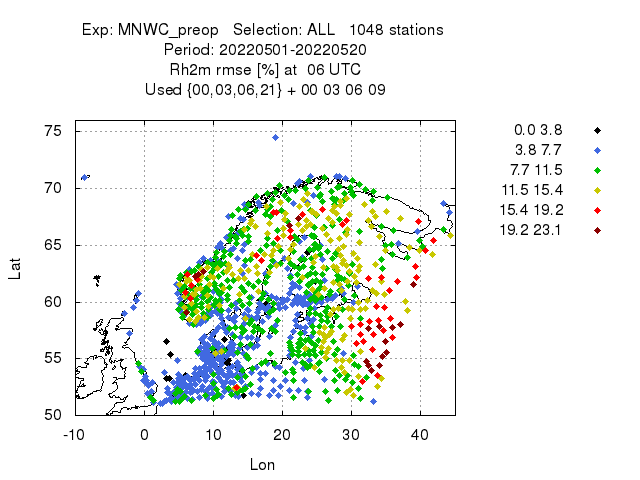 Exp: MNWC_preop Selection: ALL 1048 stations
Period: 20220501-20220520
Rh2m rmse [%] at 06 UTC
Used {00,03,06,21} + 00 03 06 09
75
70
65
60
55
50
-10 0 10 20 30 40
Lat
Lon
0.0 3.8
3.8 7.7
7.7 11.5
11.5 15.4
15.4 19.2
19.2 23.1